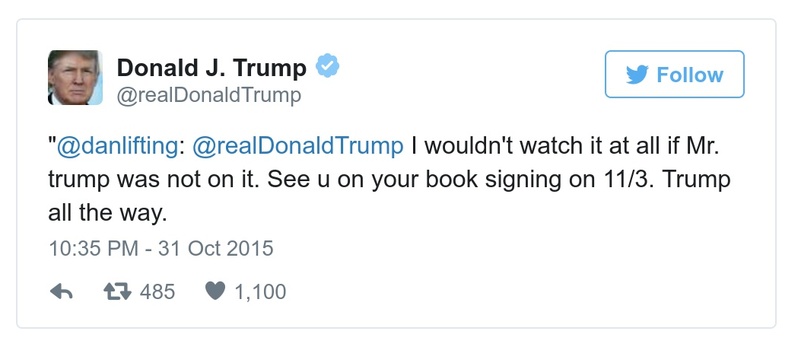 Donald J. Trump
@realDonaldTrump
Follow
"@danlifting: @realDonaldTrump I wouldn't watch it at all if Mr.
trump was not on it. See u on your book signing on 11/3. Trump
all the way.
10:35 PM - 31 Oct 2015
485 1,100